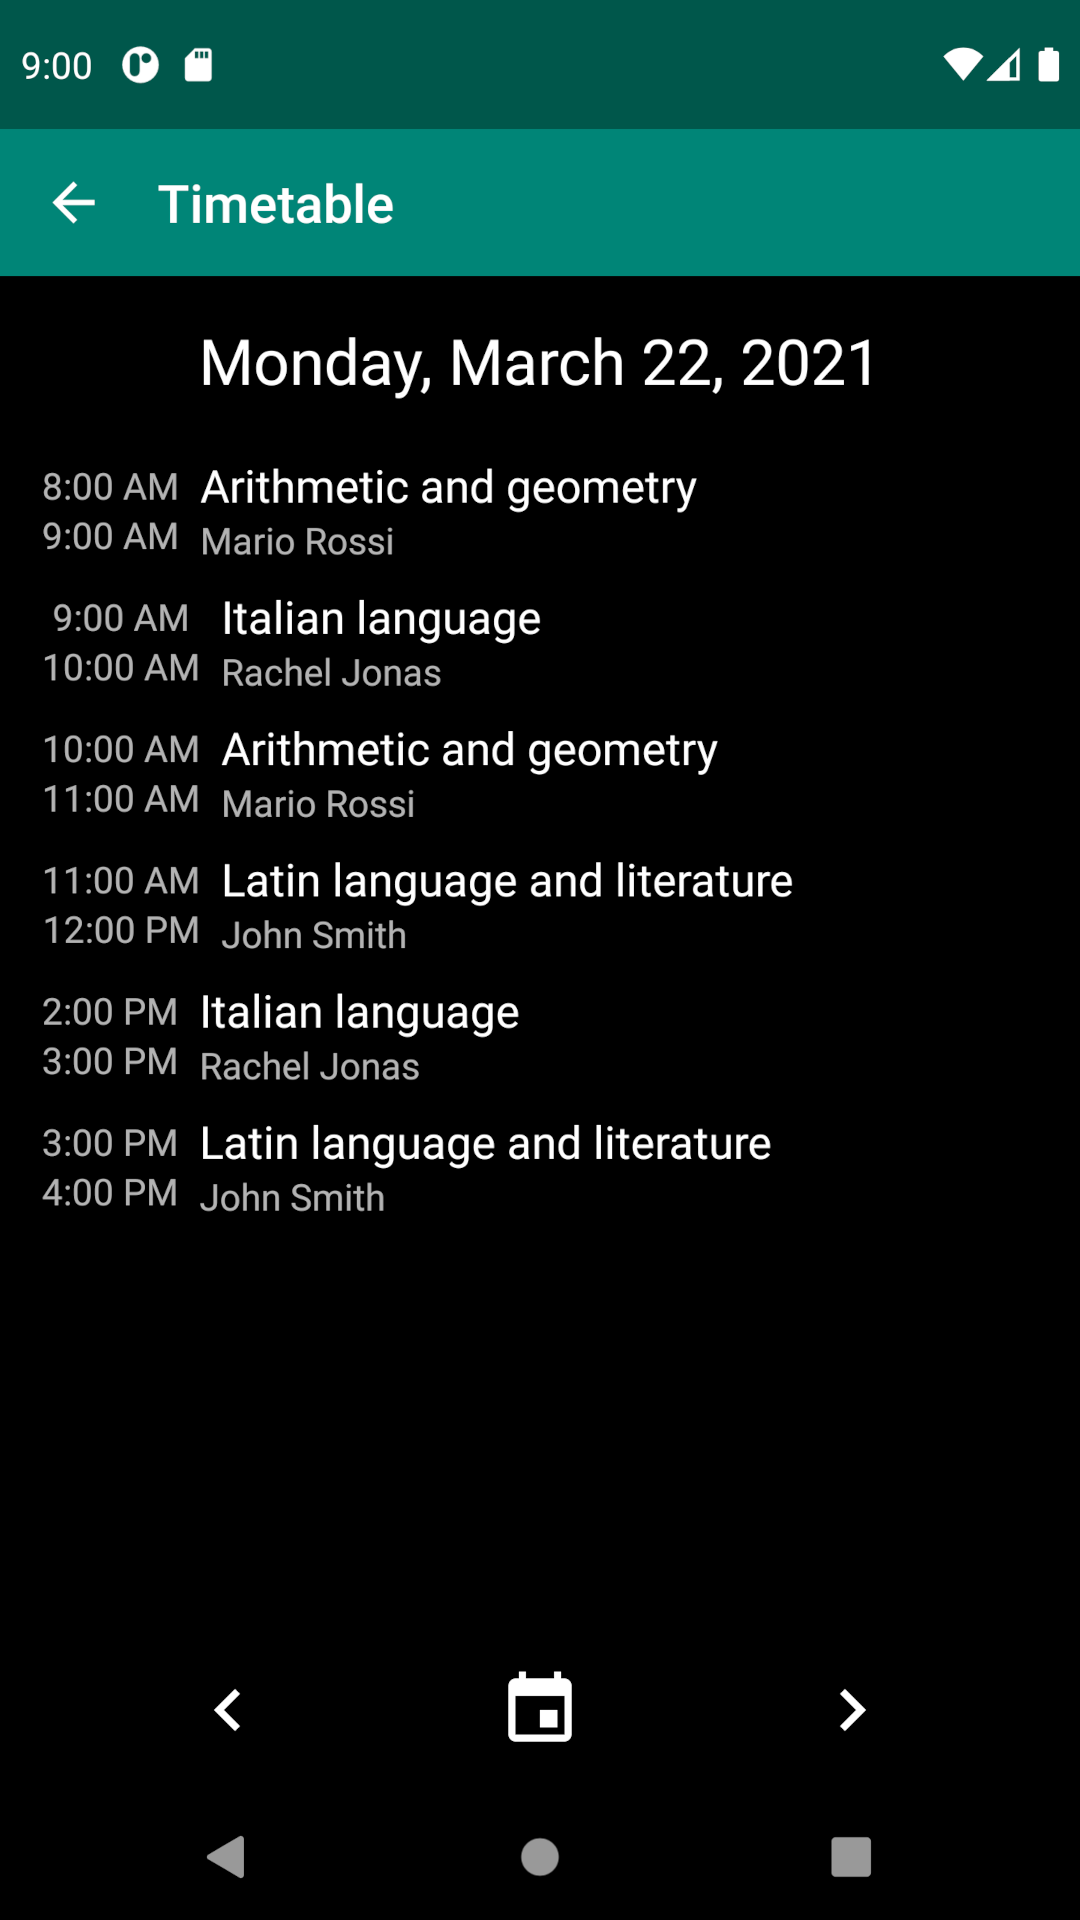 9:00
Timetable
Monday, March 22, 2021
8:00 AM Arithmetic and geometry
9:00 AM Mario Rossi
9:00 AM Italian language
10:00 AM Rachel Jonas
10:00 AM Arithmetic and geometry
11:00 AM Mario Rossi
11:00 AM Latin language and literature
12:00 PM John Smith
2:00 PM Italian language
3:00 PM Rachel Jonas
3:00 PM Latin language and literature
4:00 PM John Smith